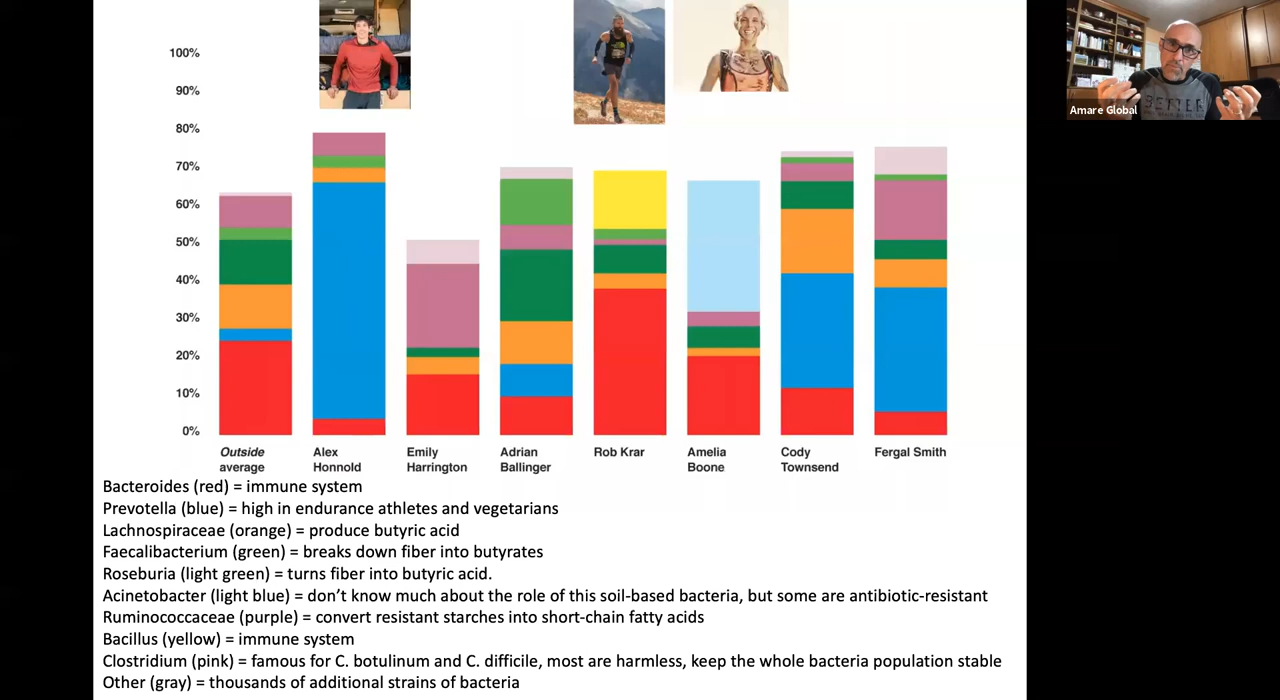 100%
90%
80%
70%
60%
50%
40%
30%
20%
10%
0%
Outside average
Alex Honnold
Emily Harrington
Adrian Ballinger
Rob Krar
Amelia Boone
Cody Townsend
Fergal Smith
Bacteroides (red) = immune system
Prevotella (blue) = high in endurance athletes and vegetarians
Lachnospiraceae (orange) = produce butyric acid
Faecalibacterium (green) = breaks down fiber into butyrates
Roseburia (light green) = turns fiber into butyric acid.
Acinetobacter (light blue) = don’t know much about the role of this soil-based bacteria, but some are antibiotic-resistant
Ruminococcaceae (purple) = convert resistant starches into short-chain fatty acids
Bacillus (yellow) = immune system
Clostridium (pink) = famous for C. botulinum and C. difficile, most are harmless, keep the whole bacteria population stable
Other (gray) = thousands of additional strains of bacteria
BETTER
Amare Global